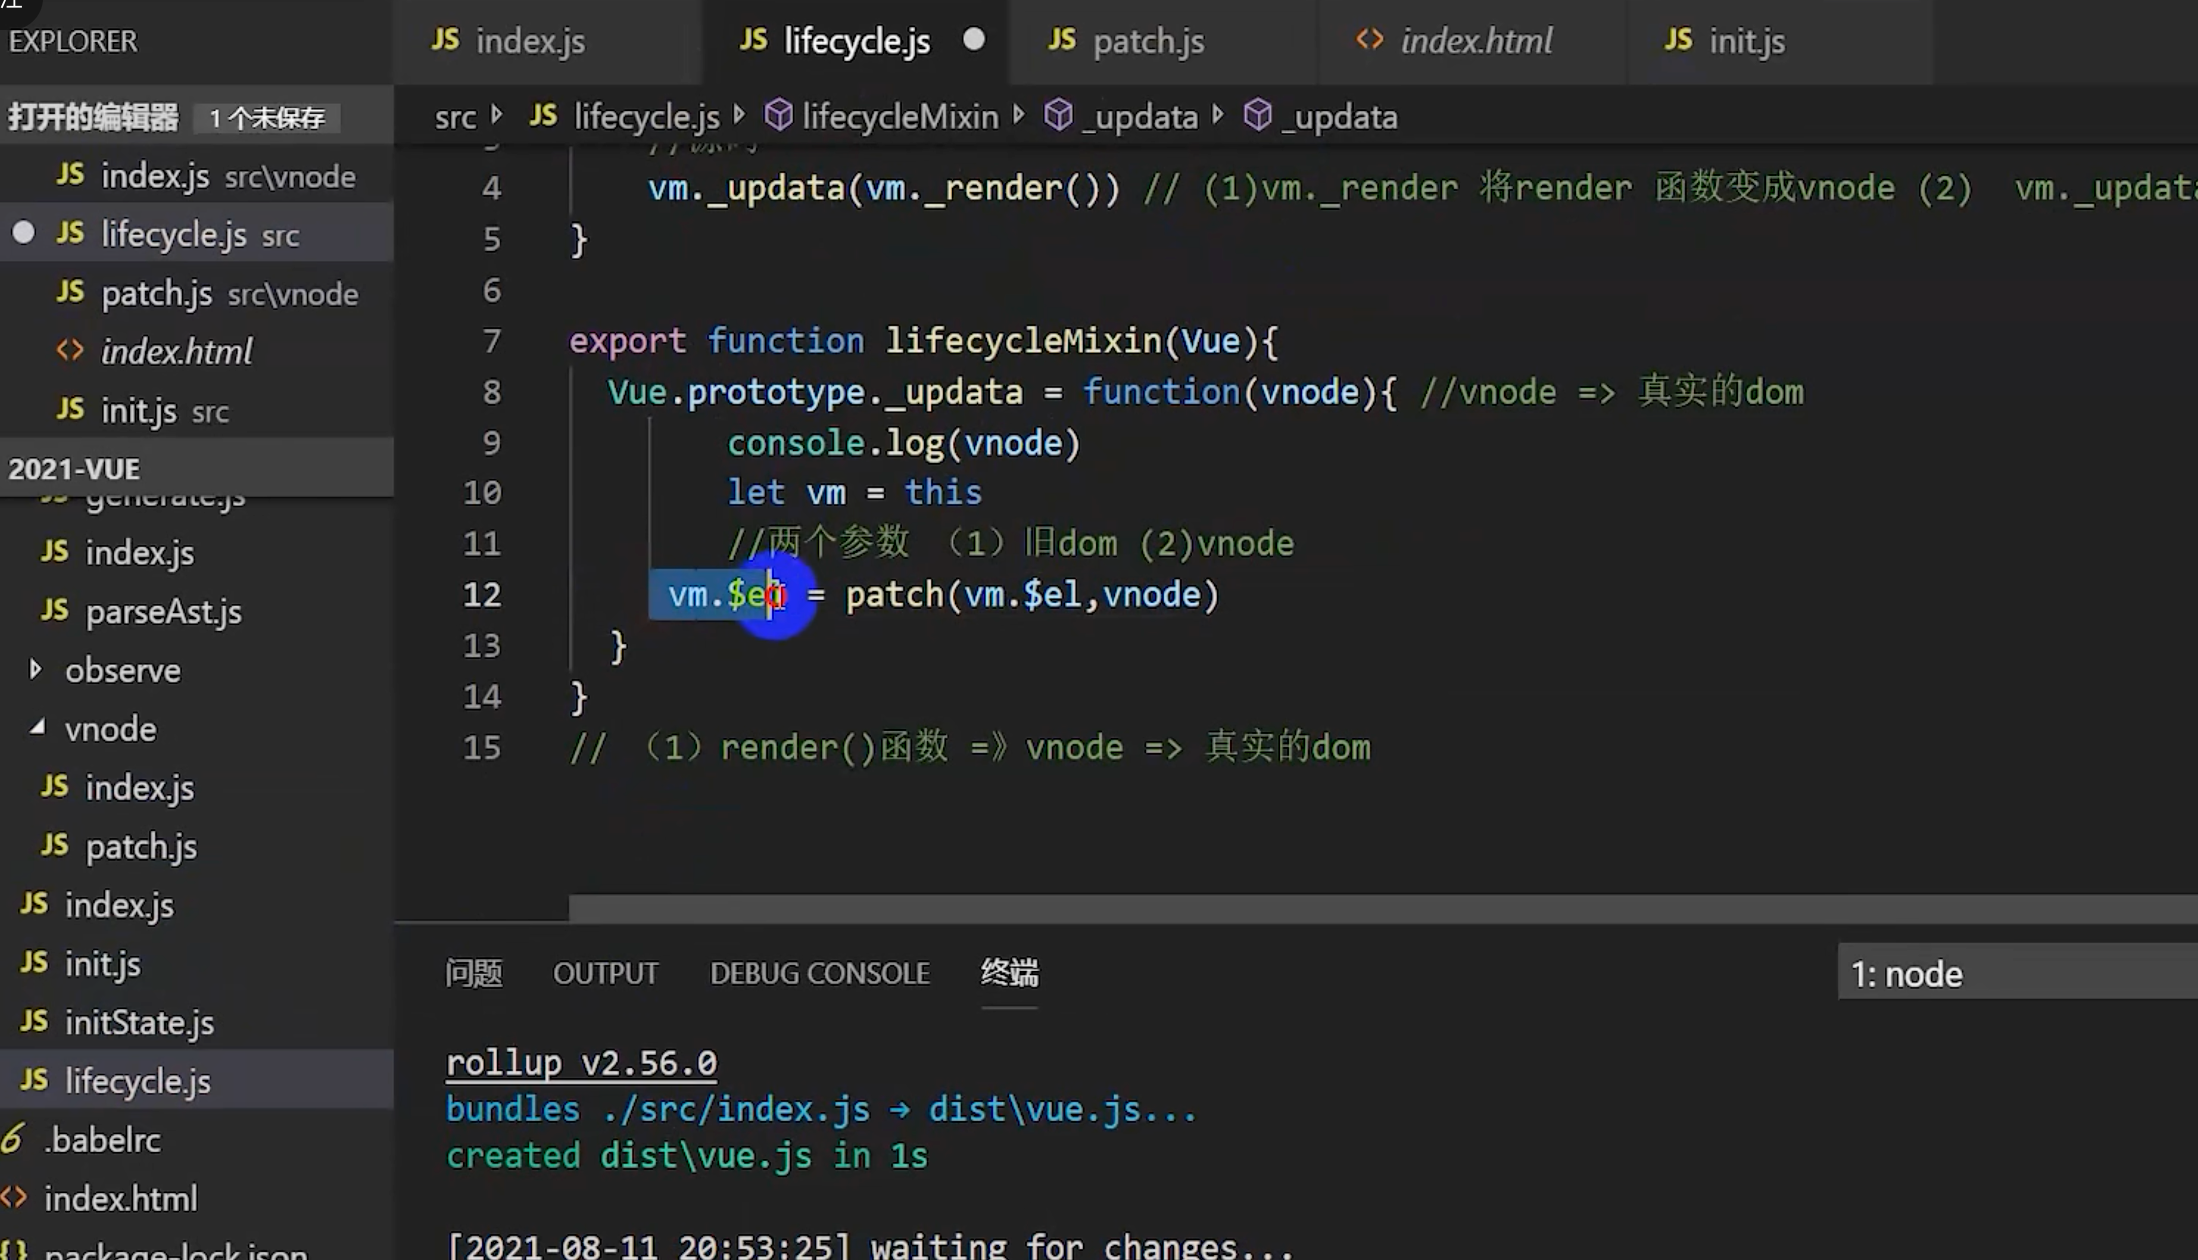 EXPLORER
打开的编辑器 1 个未保存
JS index.js src\vnode
JS lifecycle.js src
JS patch.js src\vnode
<> index.html
JS init.js src
2021-VUE
JS generate.js
JS index.js
JS parseAst.js
observe
vnode
JS index.js
JS patch.js
JS index.js
JS init.js
JS initState.js
JS lifecycle.js
.babelrc
<> index.html
{} package-lock.json
JS index.js
JS lifecycle.js
JS patch.js
<> index.html
JS init.js
src JS lifecycle.js lifecycleMixin _updata _updata
4 vm._updata(vm._render()) // (1)vm._render 将render 函数变成vnode (2) vm._updata
5 }
6
7 export function lifecycleMixin(Vue){
8 Vue.prototype._updata = function(vnode){ //vnode => 真实的dom
9 console.log(vnode)
10 let vm = this
11 //两个参数 （1）旧dom (2)vnode
12 vm.$el = patch(vm.$el,vnode)
13 }
14 }
15 // （1）render()函数 =》vnode => 真实的dom
问题 OUTPUT DEBUG CONSOLE 终端
1: node
rollup v2.56.0
bundles ./src/index.js → dist\vue.js...
created dist\vue.js in 1s
[2021-08-11 20:53:25] waiting for changes...